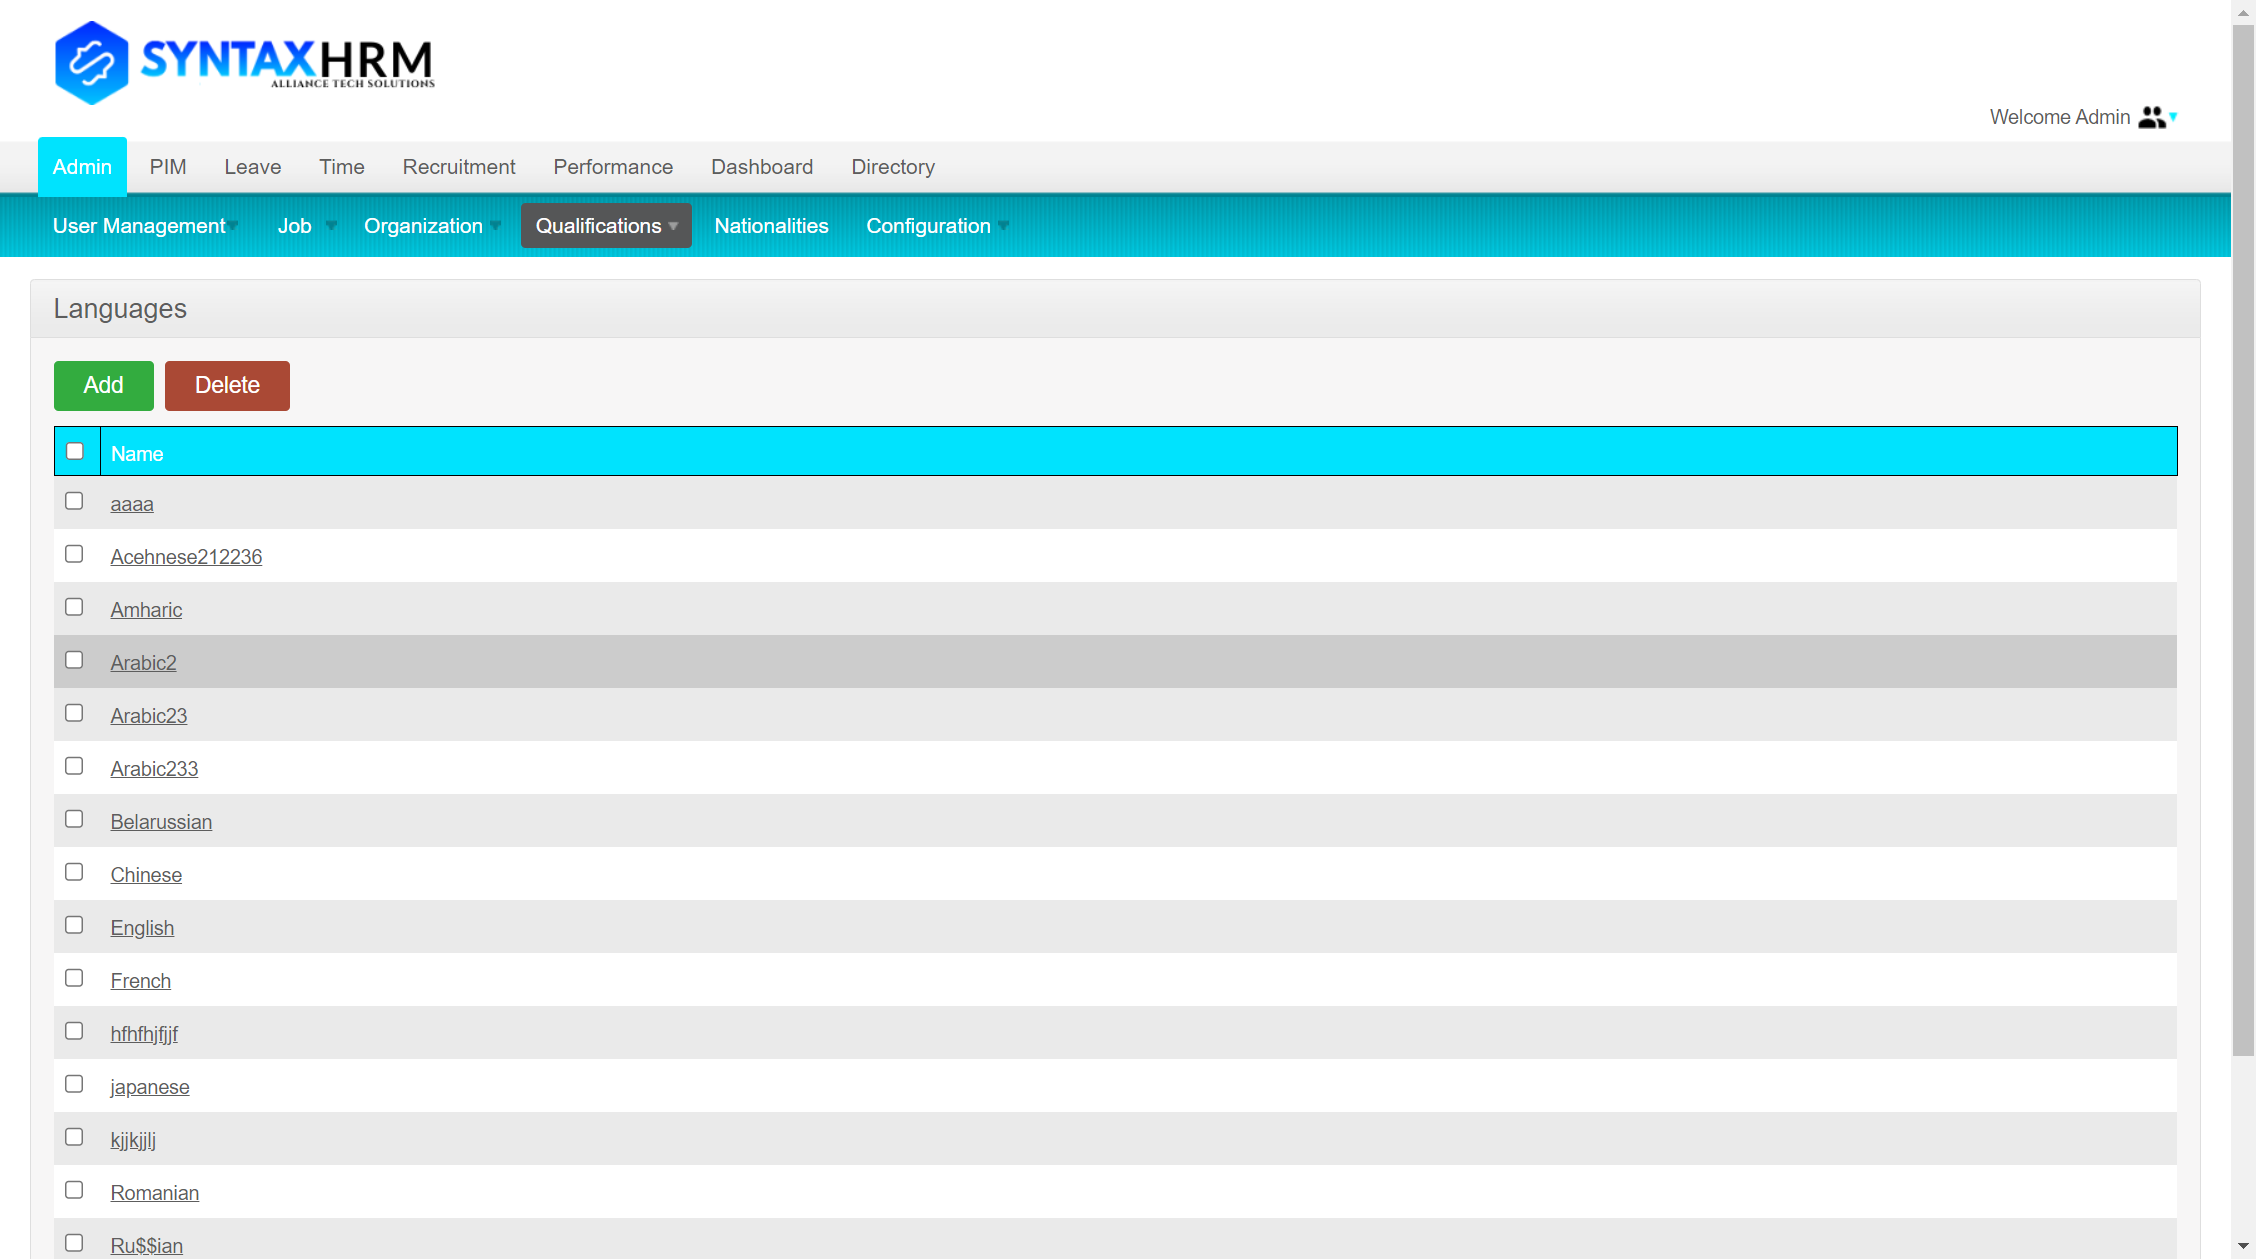 SYNTAXHRM
ALLIANCE TECH SOLUTIONS
Welcome Admin
Admin PIM Leave Time Recruitment Performance Dashboard Directory
User Management Job Organization Qualifications Nationalities Configuration
Languages
Add Delete
Name
aaaa
Acehnese212236
Amharic
Arabic2
Arabic23
Arabic233
Belarussian
Chinese
English
French
hfhfhjfjjf
japanese
kjjkjjlj
Romanian
Ru$$ian